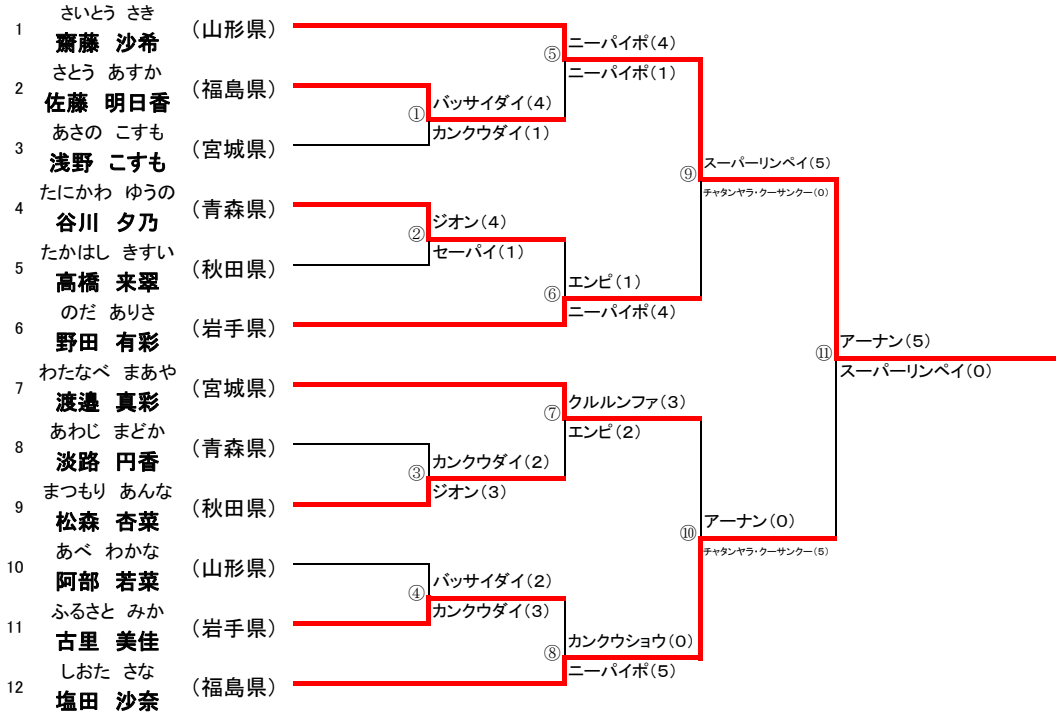 さいとう さき
1 齋藤 沙希 （山形県）
さとう あすか
2 佐藤 明日香 （福島県）
あさの こすも
3 浅野 こすも （宮城県）
たにかわ ゆうの
4 谷川 夕乃 （青森県）
たかはし きすい
5 高橋 来翠 （秋田県）
のだ ありさ
6 野田 有彩 （岩手県）
わたなべ まあや
7 渡邉 真彩 （宮城県）
あわじ まどか
8 淡路 円香 （青森県）
まつもり あんな
9 松森 杏菜 （秋田県）
あべ わかな
10 阿部 若菜 （山形県）
ふるさと みか
11 古里 美佳 （岩手県）
しおた さな
12 塩田 沙奈 （福島県）
① バッサイダイ（4）
カンクウダイ（1）
② ジオン（4）
セーパイ（1）
③ カンクウダイ（2）
ジオン（3）
④ バッサイダイ（2）
カンクウダイ（3）
⑤ ニーパイポ（4）
ニーパイポ（1）
⑥ エンピ（1）
ニーパイポ（4）
⑦ クルルンファ（3）
エンピ（2）
⑧ カンクウショウ（0）
ニーパイポ（5）
⑨ スーパーリンペイ（5）
チャタンヤラ・クーサンクー（0）
⑩ アーナン（0）
チャタンヤラ・クーサンクー（5）
⑪ アーナン（5）
スーパーリンペイ（0）